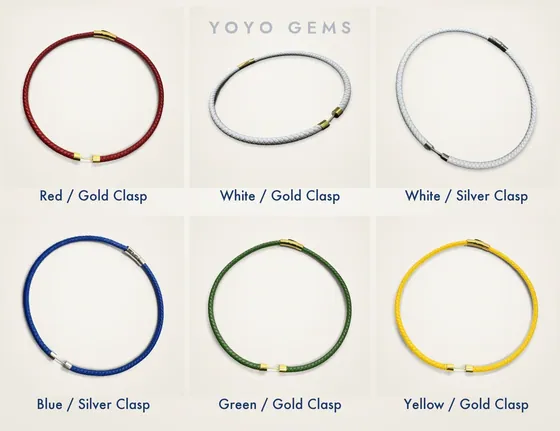 YOYO GEMS
Red / Gold Clasp
White / Gold Clasp
White / Silver Clasp
Blue / Silver Clasp
Green / Gold Clasp
Yellow / Gold Clasp